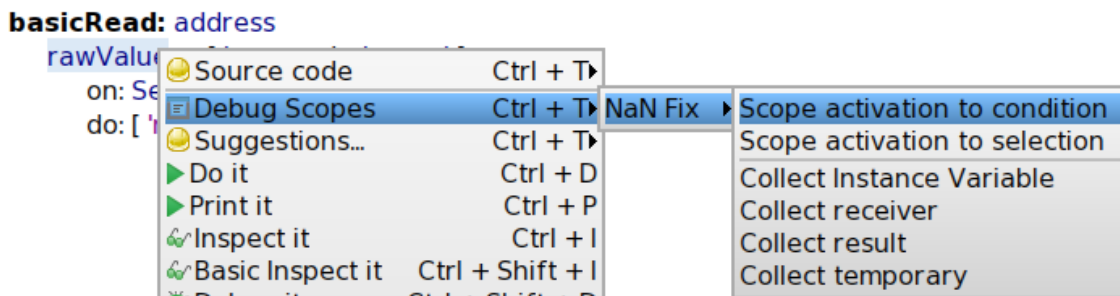 basicRead: address
rawValue
on:
do: [
Source code Ctrl + T
Debug Scopes Ctrl + T NaN Fix Scope activation to condition
Suggestions... Ctrl + T Scope activation to selection
Do it Ctrl + D Collect Instance Variable
Print it Ctrl + P Collect receiver
Inspect it Ctrl + I Collect result
Basic Inspect it Ctrl + Shift + I Collect temporary